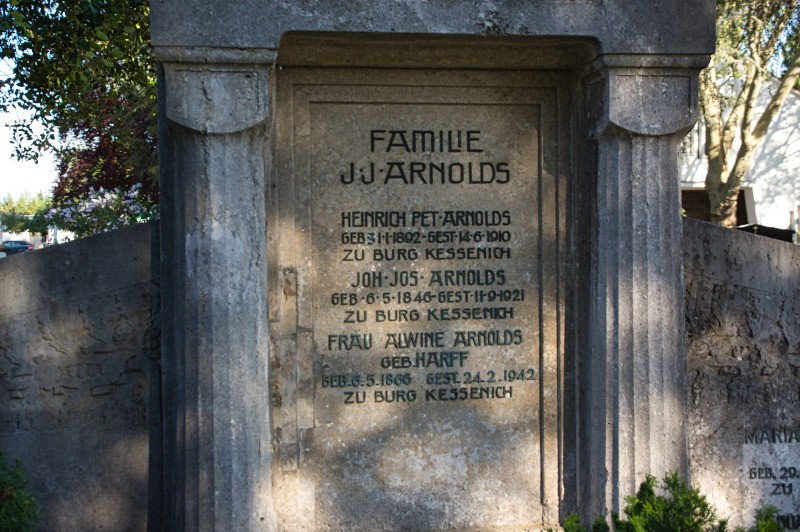 FAMILIE
J·J·ARNOLDS
HEINRICH PET·ARNOLDS
GEB·31·1·1892-GEST·14·6·1910
ZU BURG KESSENICH
JOH·JOS·ARNOLDS
GEB·6·5·1846-GEST·11·9·1921
ZU BURG KESSENICH
FRAU ALWINE ARNOLDS
GEB.HARFF
GEB.6.5.1866 GEST.24.2.1942
ZU BURG KESSENICH
MARIA
GEB. 29.
ZU